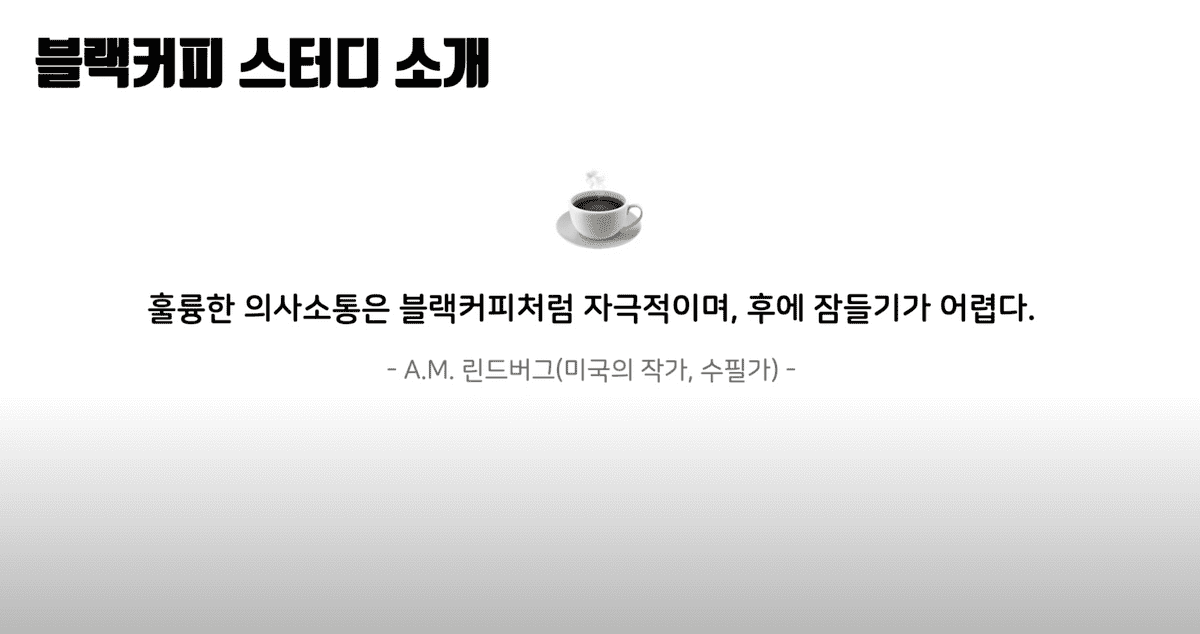 블랙커피 스터디 소개
훌륭한 의사소통은 블랙커피처럼 자극적이며, 후에 잠들기가 어렵다.
- A.M. 린드버그(미국의 작가, 수필가) -